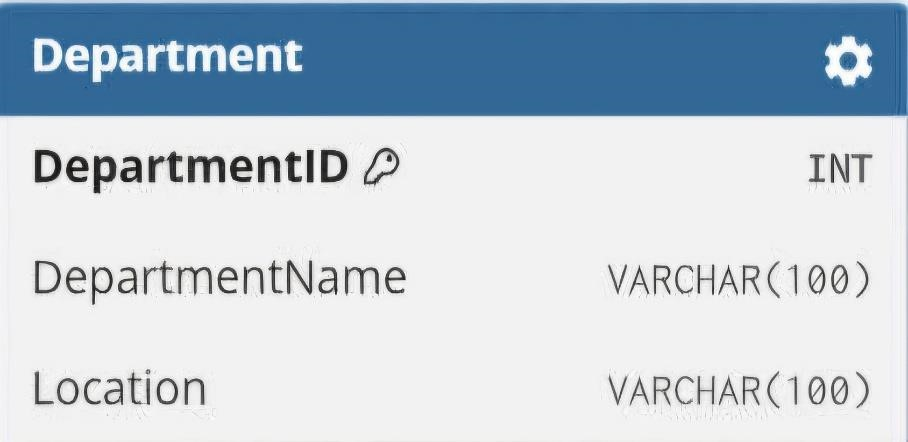 Department
DepartmentID INT
DepartmentName VARCHAR(100)
Location VARCHAR(100)